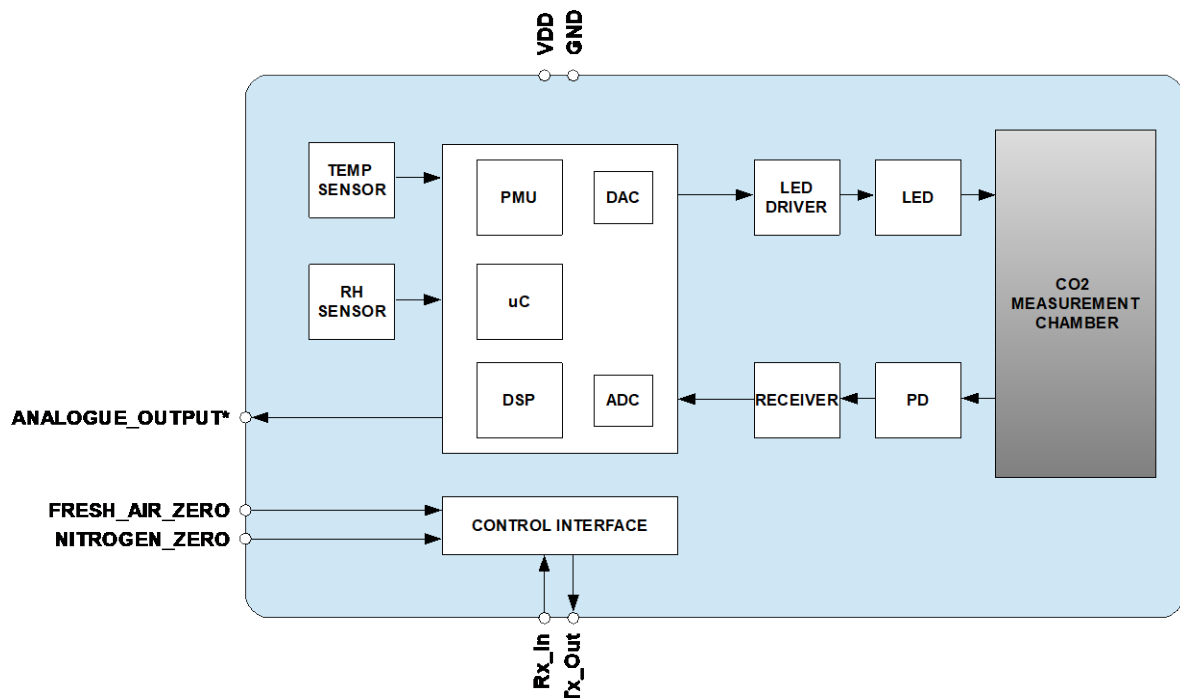 VDD
GND
TEMP
SENSOR
PMU
DAC
LED
DRIVER
LED
RH
SENSOR
uC
CO2
MEASUREMENT
CHAMBER
DSP
ADC
RECEIVER
PD
ANALOGUE_OUTPUT*
FRESH_AIR_ZERO
NITROGEN_ZERO
CONTROL INTERFACE
Rx_In
Tx_Out